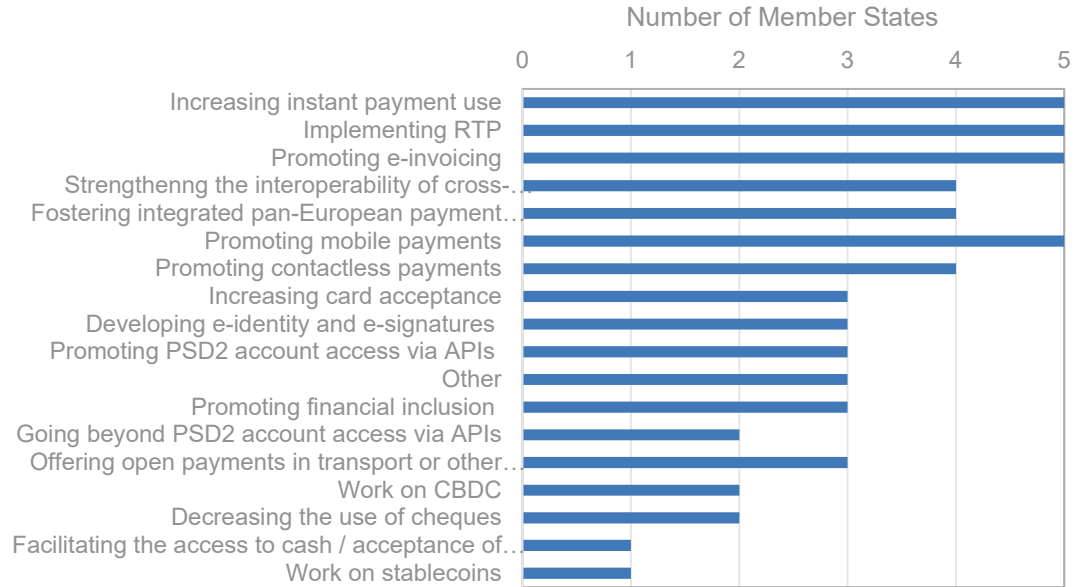 Number of Member States
0 1 2 3 4 5
Increasing instant payment use
Implementing RTP
Promoting e-invoicing
Strengthenng the interoperability of cross-…
Fostering integrated pan-European payment…
Promoting mobile payments
Promoting contactless payments
Increasing card acceptance
Developing e-identity and e-signatures
Promoting PSD2 account access via APIs
Other
Promoting financial inclusion
Going beyond PSD2 account access via APIs
Offering open payments in transport or other…
Work on CBDC
Decreasing the use of cheques
Facilitating the access to cash / acceptance of…
Work on stablecoins